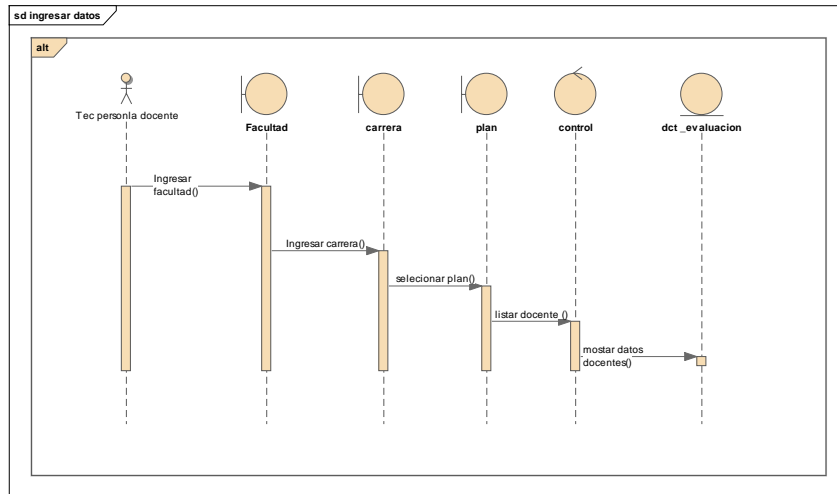 sd ingresar datos
alt
Tec personla docente
Facultad
carrera
plan
control
dct _evaluacion
Ingresar
facultad()
Ingresar carrera()
selecionar plan()
listar docente ()
mostar datos
docentes()